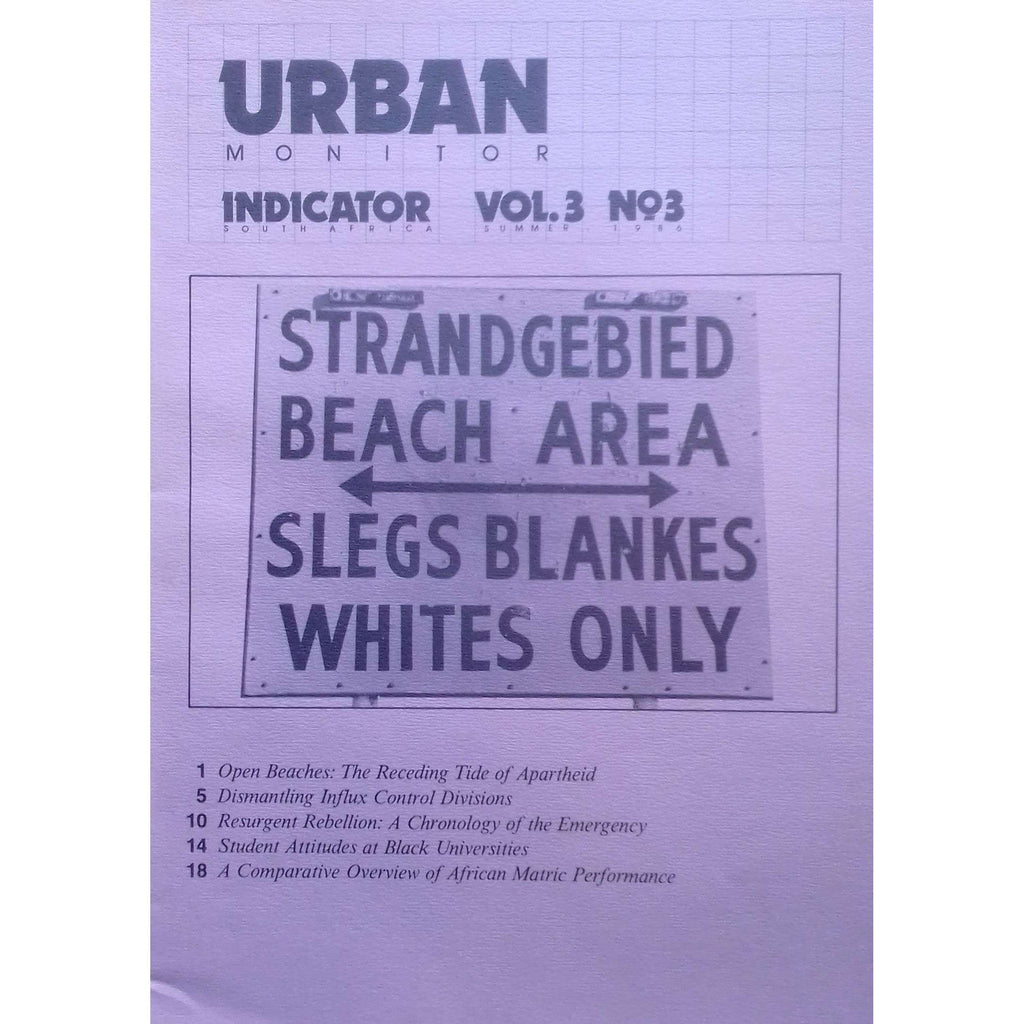 URBAN
MONITOR
INDICATOR VOL.3 No3
SOUTH AFRICA SUMMER 1986
STRANDGEBIED
BEACH AREA
SLEGS BLANKES
WHITES ONLY
1 Open Beaches: The Receding Tide of Apartheid
5 Dismantling Influx Control Divisions
10 Resurgent Rebellion: A Chronology of the Emergency
14 Student Attitudes at Black Universities
18 A Comparative Overview of African Matric Performance